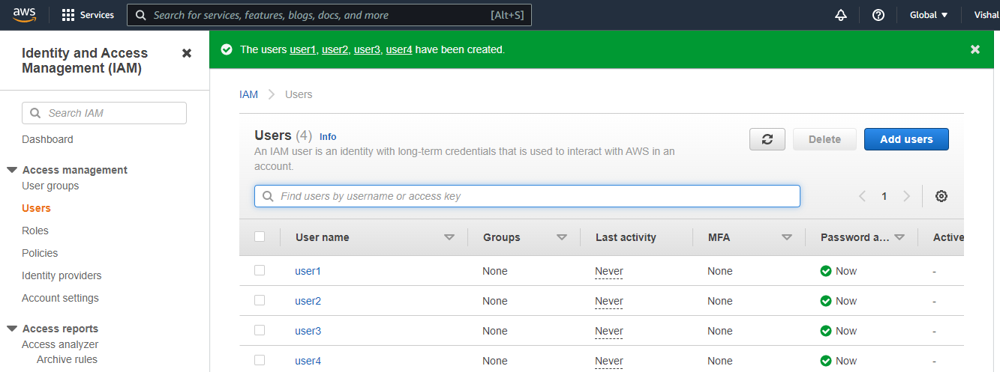 aws
Services
Search for services, features, blogs, docs, and more [Alt+S]
Global
Vishal
Identity and Access
Management (IAM)
Search IAM
Dashboard
Access management
User groups
Users
Roles
Policies
Identity providers
Account settings
Access reports
Access analyzer
Archive rules
The users user1, user2, user3, user4 have been created.
IAM > Users
Users (4) Info
An IAM user is an identity with long-term credentials that is used to interact with AWS in an
account.
Delete
Add users
Find users by username or access key
1
User name Groups Last activity MFA Password a... Active
user1 None Never None Now -
user2 None Never None Now -
user3 None Never None Now -
user4 None Never None Now -